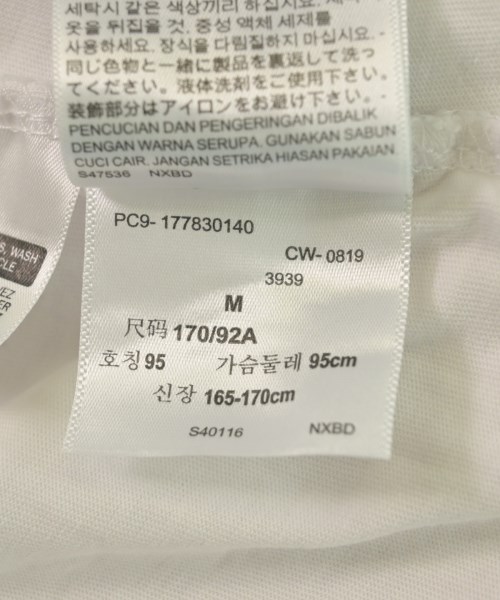 세탁시 같은 색상끼리 하십시요. 세탁시
옷을 뒤집을 것. 중성 액체 세제를
사용하세요. 장식을 다림질하지 마십시요. -
同じ色物と一緒に製品を裏返して洗っ
てください。液体洗剤をご使用下さい。
装飾部分はアイロンをお避け下さい。-
PENCUCIAN DAN PENGERINGAN DIBALIK
DENGAN WARNA SERUPA. GUNAKAN SABUN
CUCI CAIR. JANGAN SETRIKA HIASAN PAKAIAN
S47536 NXBD
PC9- 177830140
CW- 0819
3939
M
尺码 170/92A
호칭 95 가슴둘레 95cm
신장 165-170cm
S40116 NXBD
WASH